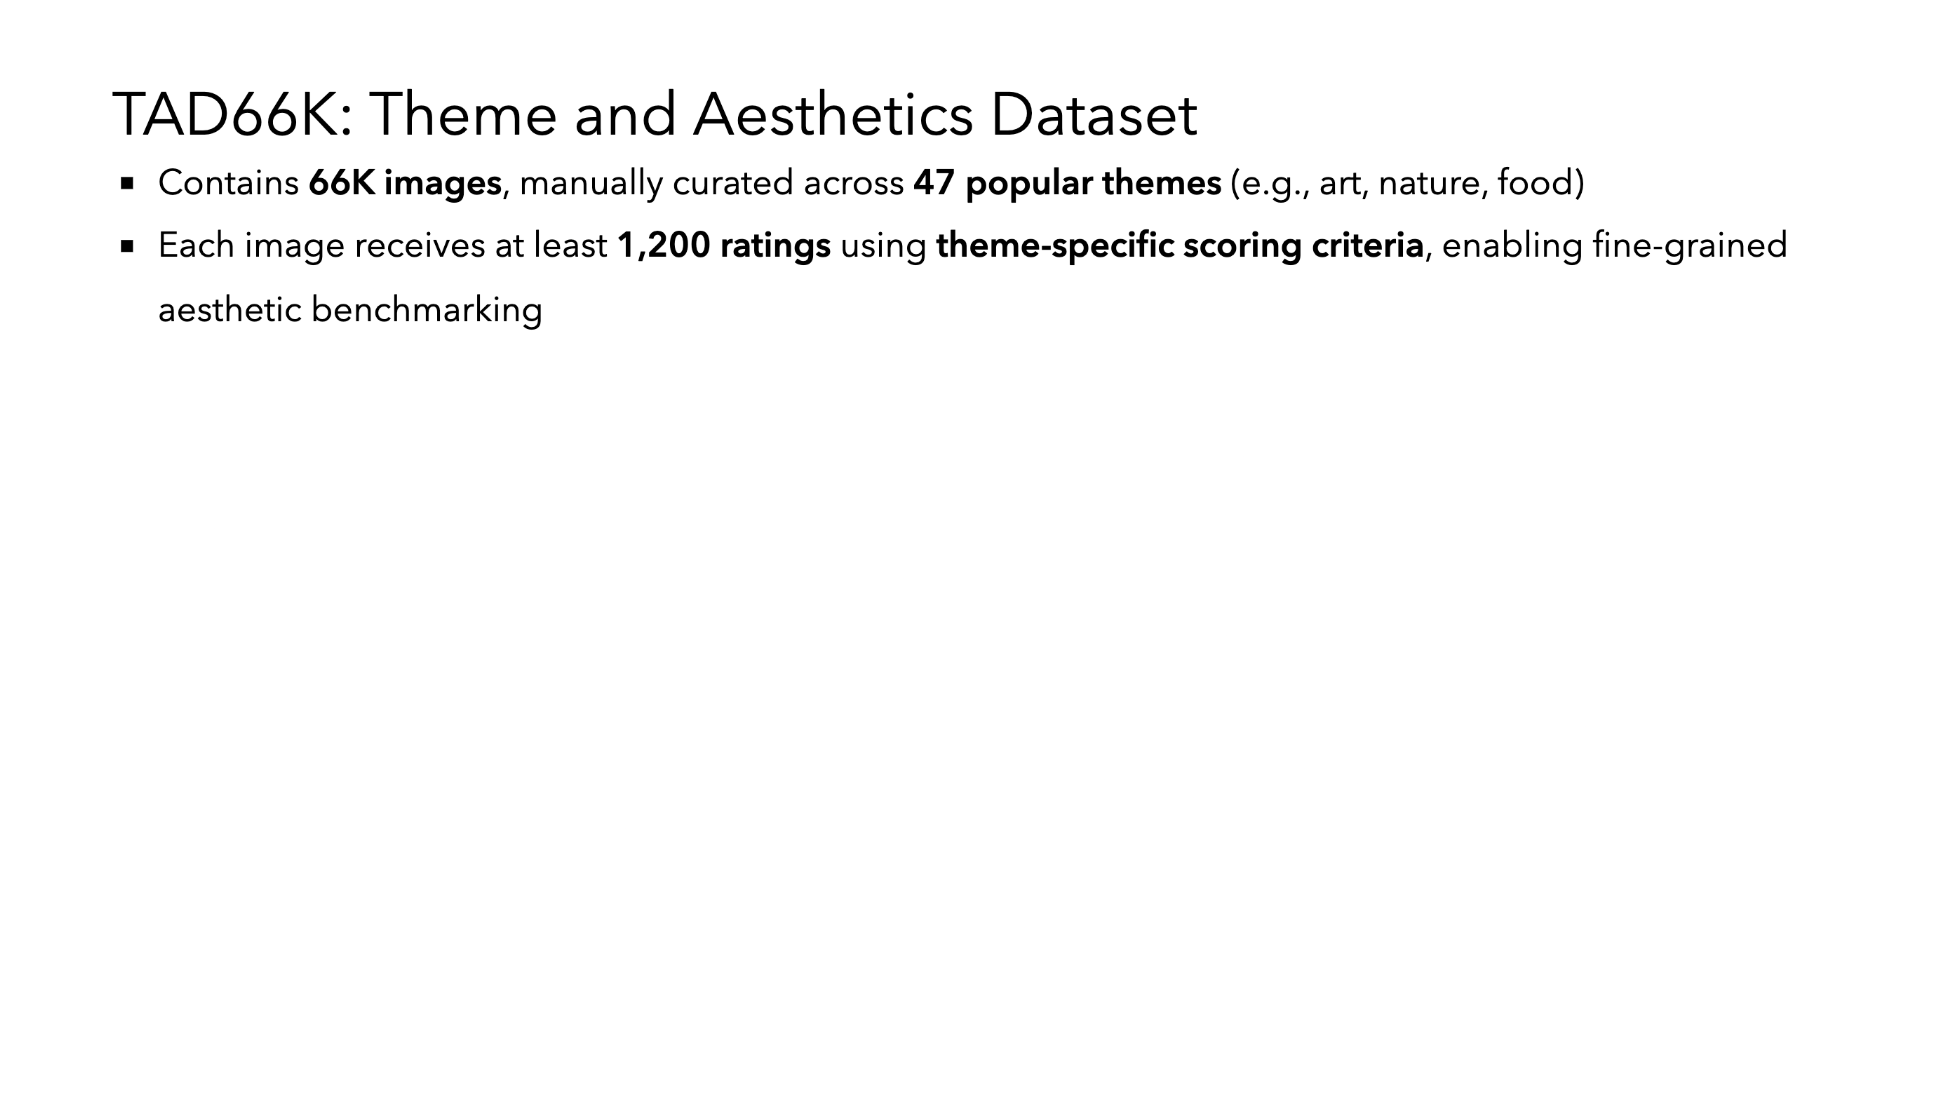 TAD66K: Theme and Aesthetics Dataset
▪ Contains 66K images, manually curated across 47 popular themes (e.g., art, nature, food)
▪ Each image receives at least 1,200 ratings using theme-specific scoring criteria, enabling fine-grained
aesthetic benchmarking